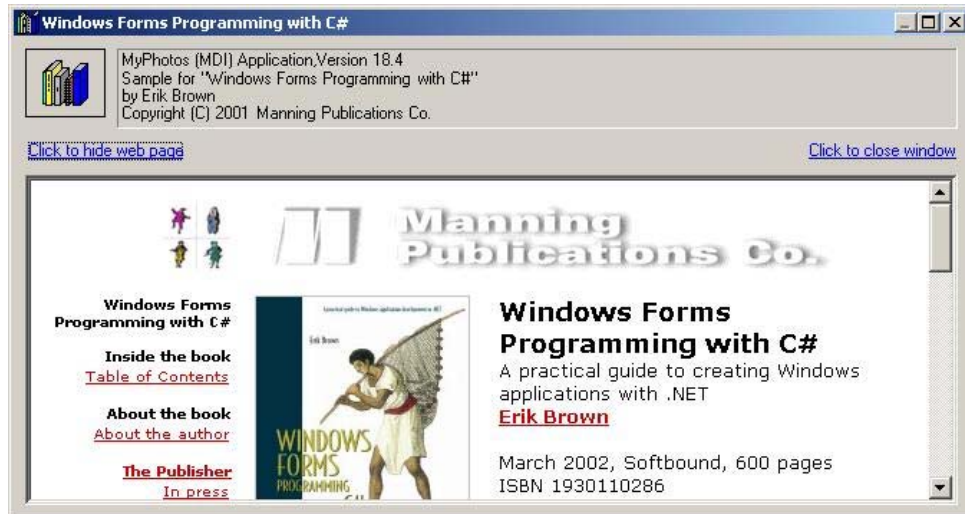 Windows Forms Programming with C#
MyPhotos (MDI) Application,Version 18.4
Sample for "Windows Forms Programming with C#"
by Erik Brown
Copyright (C) 2001 Manning Publications Co.
Click to hide web page
Click to close window
Manning
Publications Co.
Windows Forms
Programming with C#
Inside the book
Table of Contents
About the book
About the author
The Publisher
In press
Erik Brown
WINDOWS
FORMS
PROGRAMMING
C#
Windows Forms
Programming with C#
A practical guide to creating Windows
applications with .NET
Erik Brown
March 2002, Softbound, 600 pages
ISBN 1930110286